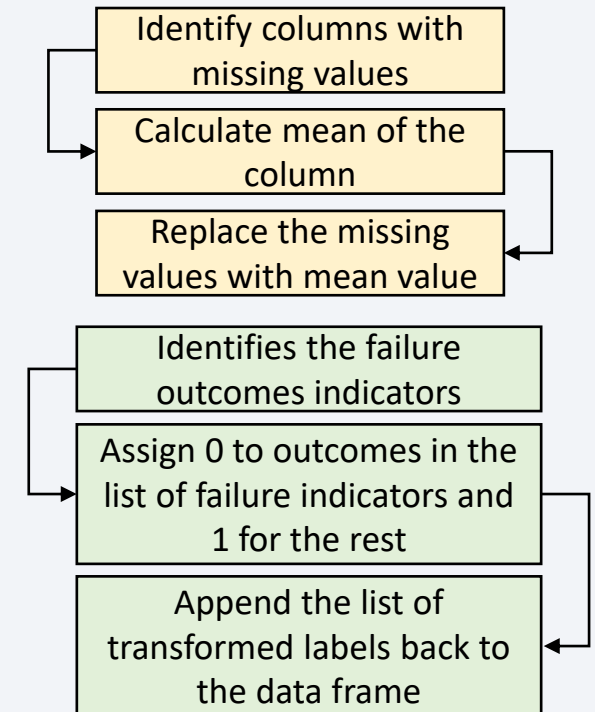 Identify columns with
missing values
Calculate mean of the
column
Replace the missing
values with mean value
Identifies the failure
outcomes indicators
Assign 0 to outcomes in the
list of failure indicators and
1 for the rest
Append the list of
transformed labels back to
the data frame